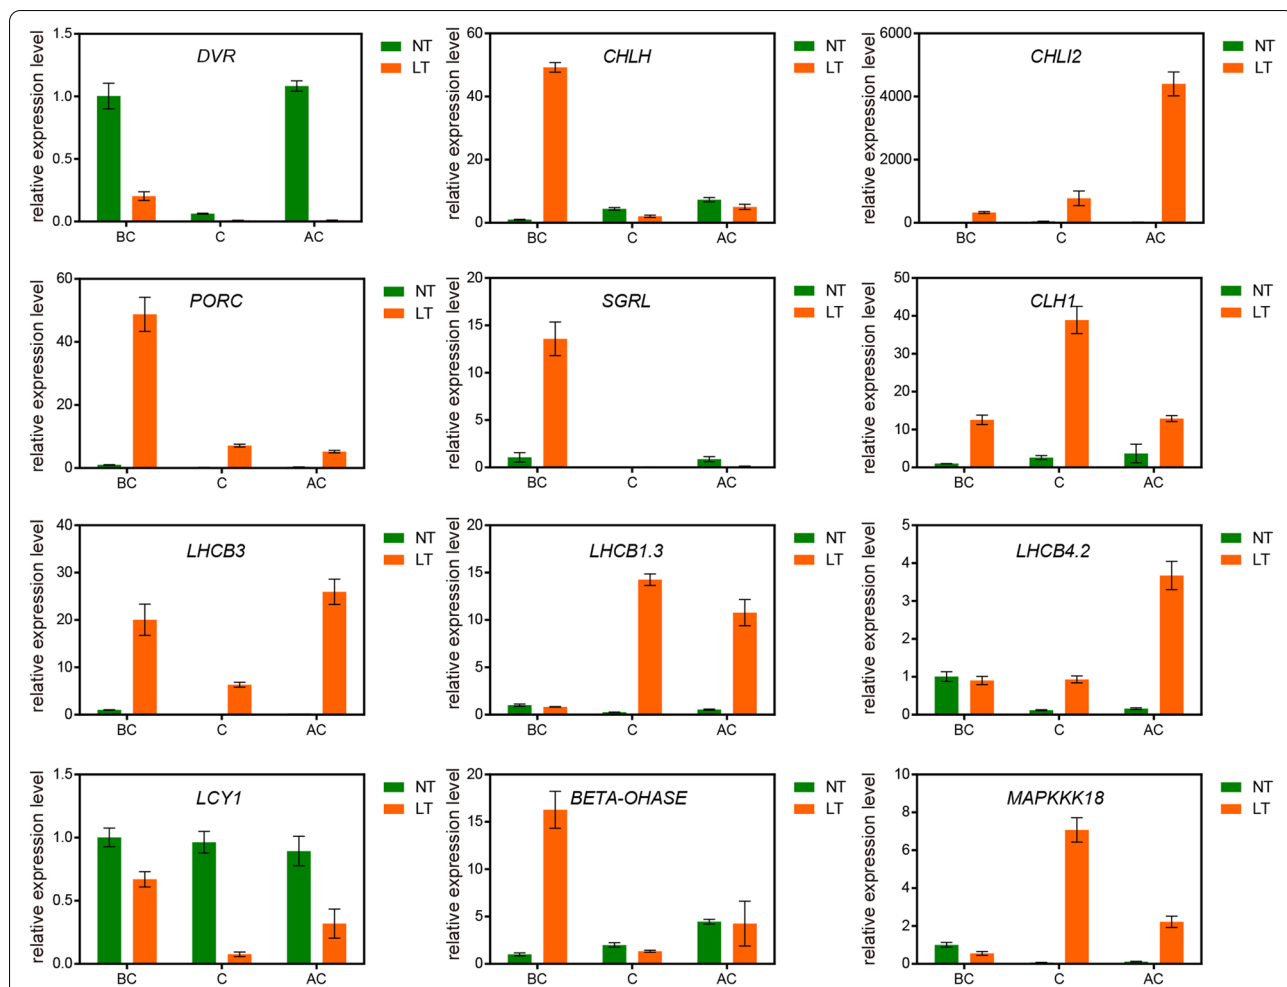 DVR
relative expression level
1.5
1.0
0.5
0.0
BC
C
AC
NT
LT
CHLH
relative expression level
60
40
20
0
BC
C
AC
NT
LT
CHLI2
relative expression level
6000
4000
2000
0
BC
C
AC
NT
LT
PORC
relative expression level
60
40
20
0
BC
C
AC
NT
LT
SGRL
relative expression level
20
15
10
5
0
BC
C
AC
NT
LT
CLH1
relative expression level
50
40
30
20
10
0
BC
C
AC
NT
LT
LHCB3
relative expression level
40
30
20
10
0
BC
C
AC
NT
LT
LHCB1.3
relative expression level
20
15
10
5
0
BC
C
AC
NT
LT
LHCB4.2
relative expression level
5
4
3
2
1
0
BC
C
AC
NT
LT
LCY1
relative expression level
1.5
1.0
0.5
0.0
BC
C
AC
NT
LT
BETA-OHASE
relative expression level
20
15
10
5
0
BC
C
AC
NT
LT
MAPKKK18
relative expression level
10
8
6
4
2
0
BC
C
AC
NT
LT